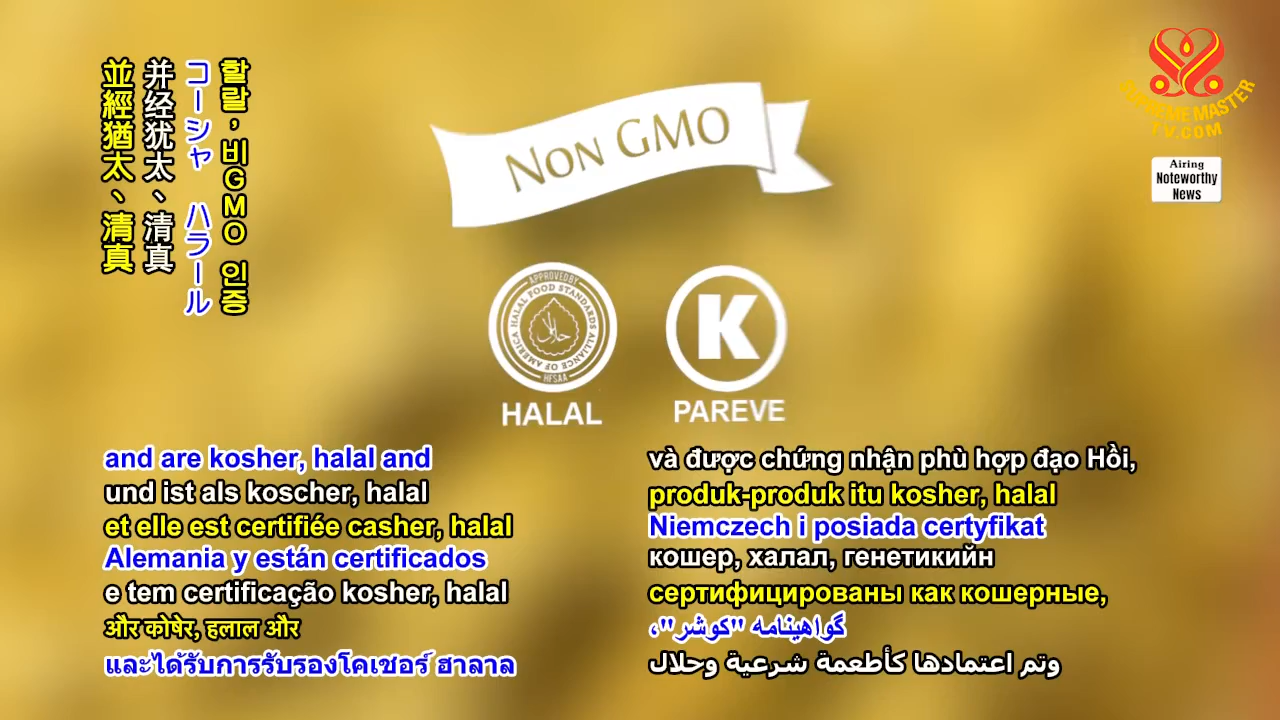 並經猶太、清真
并经犹太、清真
コーシャ ハラール
할랄, 비GMO 인증
NON GMO
SUPREME MASTER
TV.COM
Airing
Noteworthy
News
APPROVED BY
HALAL FOOD STANDARDS ALLIANCE OF AMERICA
حلال
HFSAA
HALAL
K
PAREVE
and are kosher, halal and
und ist als koscher, halal
et elle est certifiée casher, halal
Alemania y están certificados
e tem certificação kosher, halal
और कोषेर, हलाल और
และได้รับการรับรองโคเชอร์ ฮาลาล
và được chứng nhận phù hợp đạo Hồi,
produk-produk itu kosher, halal
Niemczech i posiada certyfikat
кошер, халал, генетикийн
сертифицированы как кошерные,
گواهینامه "کوشر"،
وتم اعتمادها كأطعمة شرعية وحلال